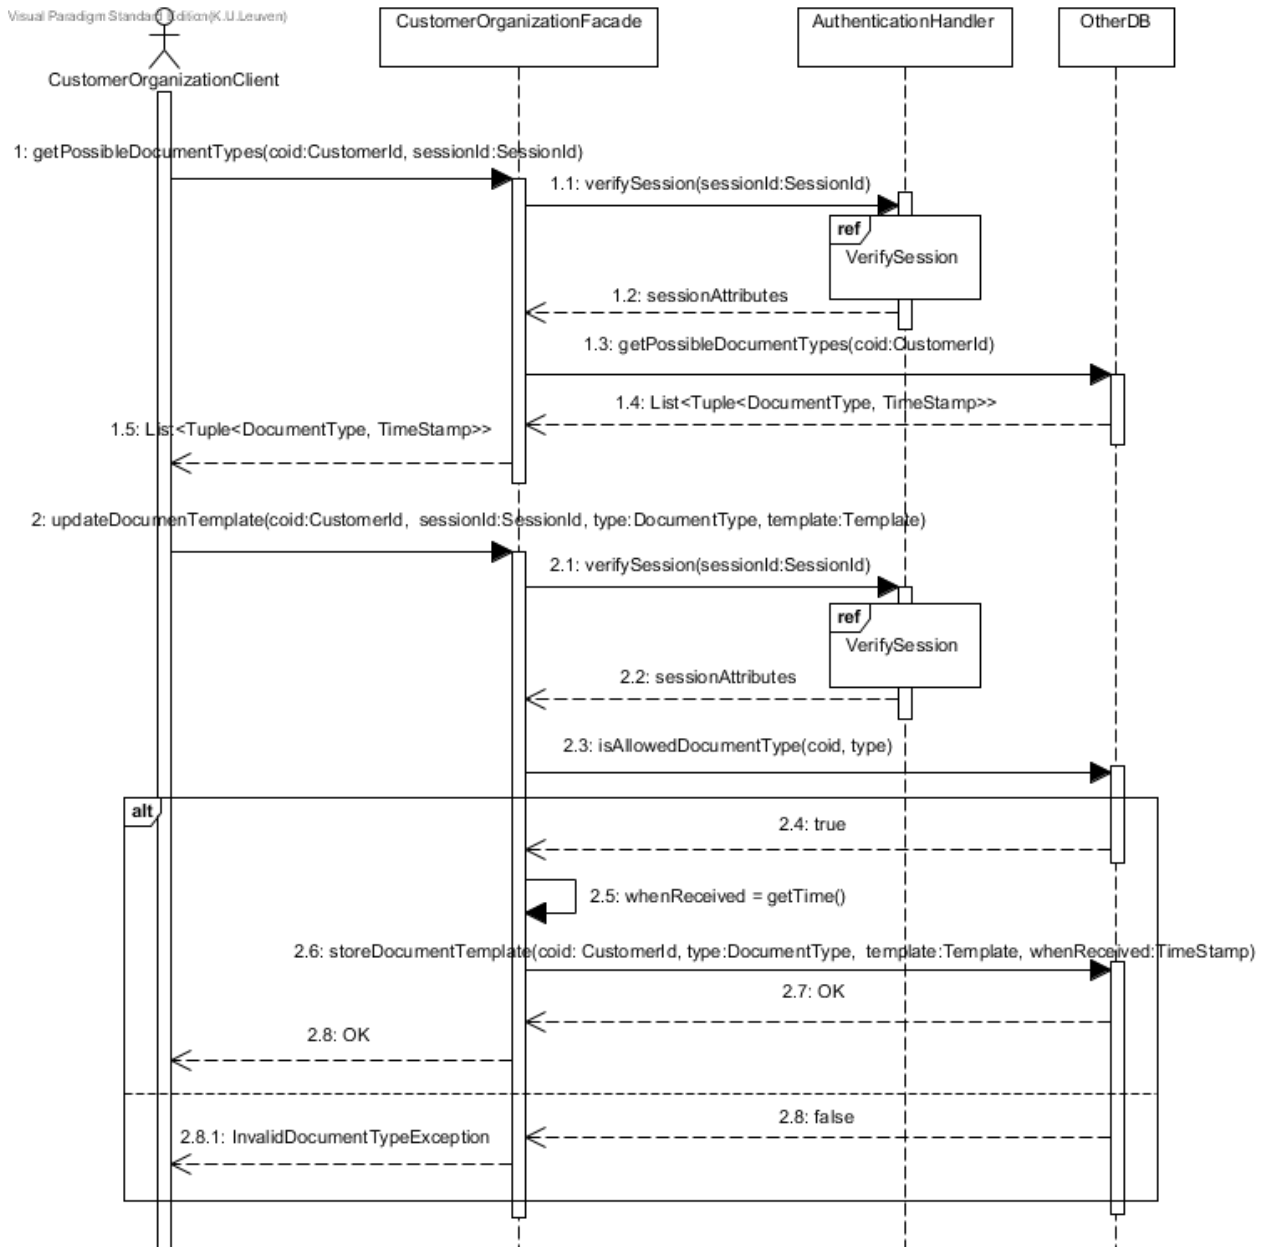 Visual Paradigm Standard Edition(K.U.Leuven)
CustomerOrganizationClient
CustomerOrganizationFacade
AuthenticationHandler
OtherDB
1: getPossibleDocumentTypes(coid:CustomerId, sessionId:SessionId)
1.1: verifySession(sessionId:SessionId)
ref
VerifySession
1.2: sessionAttributes
1.3: getPossibleDocumentTypes(coid:CustomerId)
1.4: List<Tuple<DocumentType, TimeStamp>>
1.5: List<Tuple<DocumentType, TimeStamp>>
2: updateDocumenTemplate(coid:CustomerId, sessionId:SessionId, type:DocumentType, template:Template)
2.1: verifySession(sessionId:SessionId)
ref
VerifySession
2.2: sessionAttributes
2.3: isAllowedDocumentType(coid, type)
alt
2.4: true
2.5: whenReceived = getTime()
2.6: storeDocumentTemplate(coid: CustomerId, type:DocumentType, template:Template, whenReceived:TimeStamp)
2.7: OK
2.8: OK
2.8: false
2.8.1: InvalidDocumentTypeException